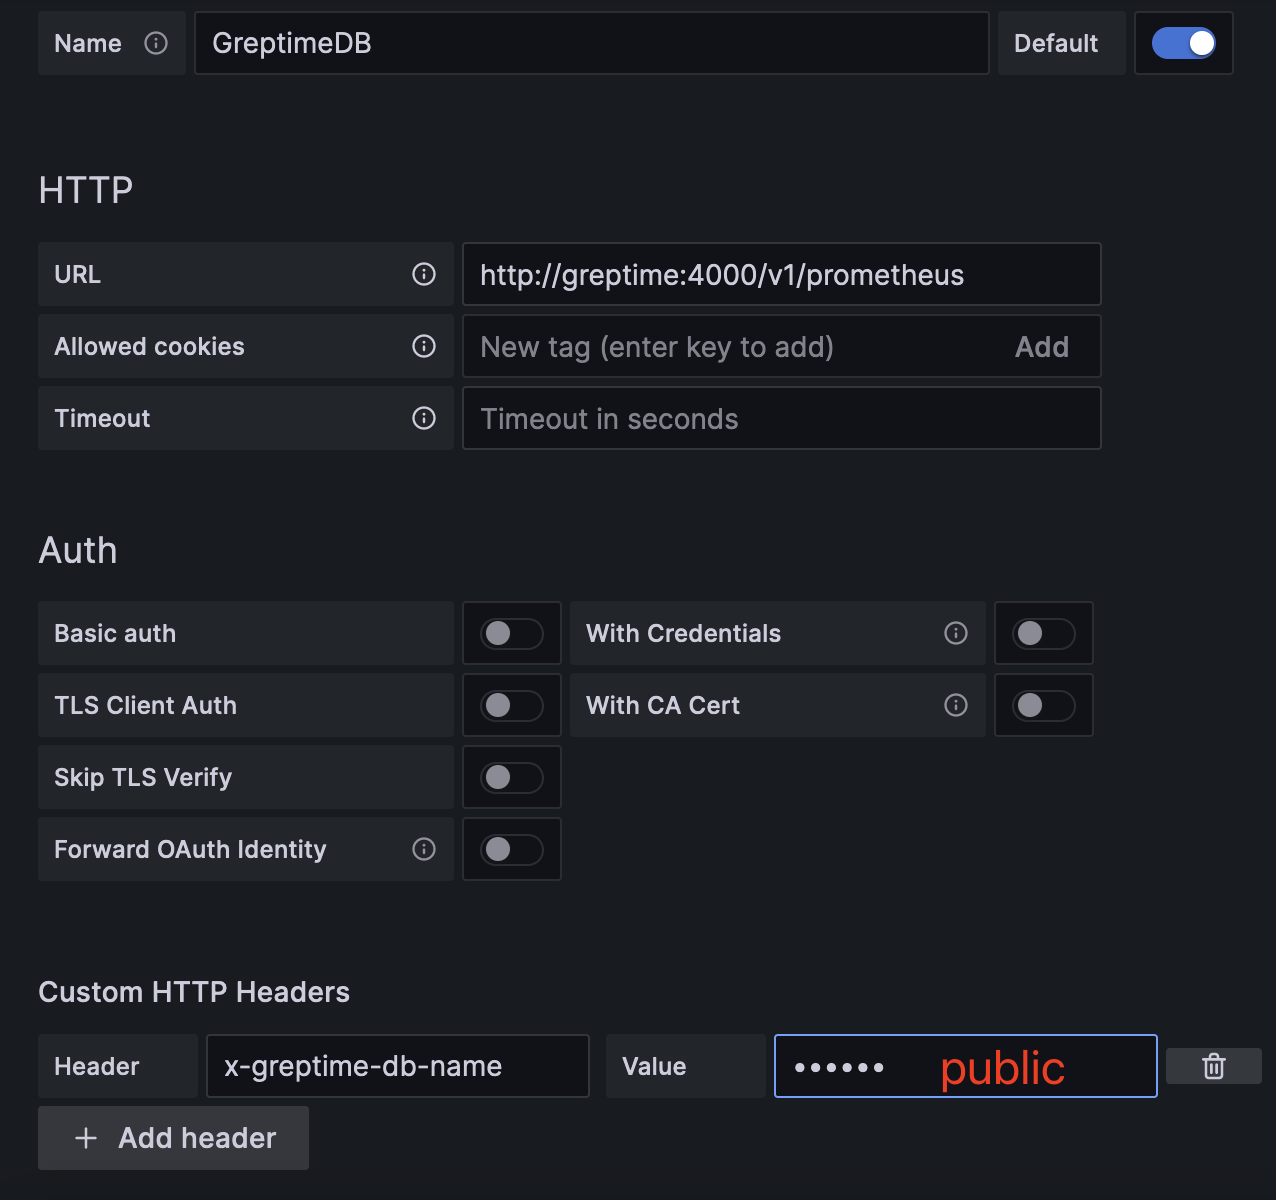 Name GreptimeDB Default
HTTP
URL http://greptime:4000/v1/prometheus
Allowed cookies New tag (enter key to add) Add
Timeout Timeout in seconds
Auth
Basic auth With Credentials
TLS Client Auth With CA Cert
Skip TLS Verify
Forward OAuth Identity
Custom HTTP Headers
Header x-greptime-db-name Value •••••• public
+ Add header